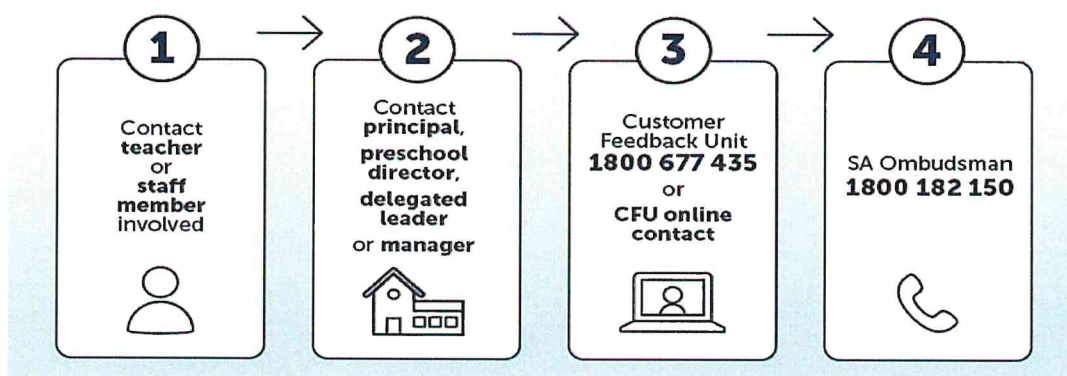 1
Contact
teacher
or
staff
member
involved
2
Contact
principal,
preschool
director,
delegated
leader
or manager
3
Customer
Feedback Unit
1800 677 435
or
CFU online
contact
4
SA Ombudsman
1800 182 150